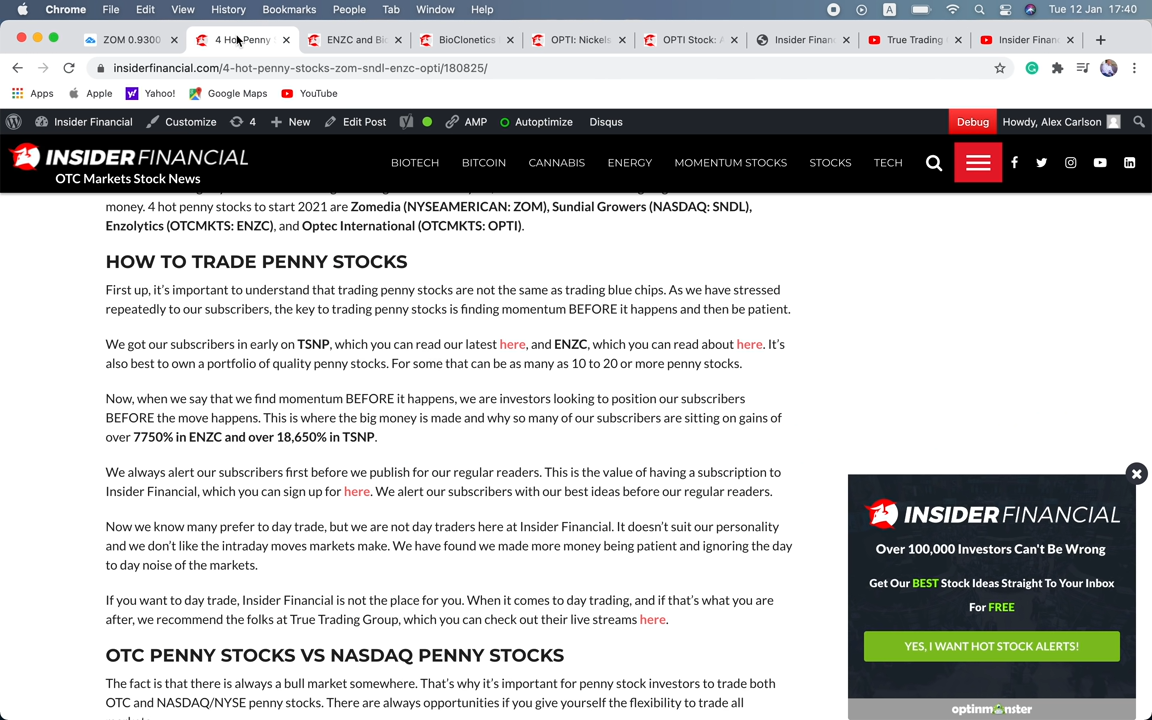 Chrome File Edit View History Bookmarks People Tab Window Help A Tue 12 Jan 17:40
ZOM 0.9300 4 Hot Penny ENZC and Bi BioClonetics OPTI: Nickels OPTI Stock: A Insider Finan True Trading Insider Finan
insiderfinancial.com/4-hot-penny-stocks-zom-sndl-enzc-opti/180825/
Apps Apple Yahoo! Google Maps YouTube
Insider Financial Customize 4 New Edit Post AMP Autoptimize Disqus Debug Howdy, Alex Carlson
INSIDER FINANCIAL
OTC Markets Stock News
BIOTECH BITCOIN CANNABIS ENERGY MOMENTUM STOCKS STOCKS TECH
money. 4 hot penny stocks to start 2021 are Zomedia (NYSEAMERICAN: ZOM), Sundial Growers (NASDAQ: SNDL),
Enzolytics (OTCMKTS: ENZC), and Optec International (OTCMKTS: OPTI).
HOW TO TRADE PENNY STOCKS
First up, it's important to understand that trading penny stocks are not the same as trading blue chips. As we have stressed
repeatedly to our subscribers, the key to trading penny stocks is finding momentum BEFORE it happens and then be patient.
We got our subscribers in early on TSNP, which you can read our latest here, and ENZC, which you can read about here. It's
also best to own a portfolio of quality penny stocks. For some that can be as many as 10 to 20 or more penny stocks.
Now, when we say that we find momentum BEFORE it happens, we are investors looking to position our subscribers
BEFORE the move happens. This is where the big money is made and why so many of our subscribers are sitting on gains of
over 7750% in ENZC and over 18,650% in TSNP.
We always alert our subscribers first before we publish for our regular readers. This is the value of having a subscription to
Insider Financial, which you can sign up for here. We alert our subscribers with our best ideas before our regular readers.
Now we know many prefer to day trade, but we are not day traders here at Insider Financial. It doesn't suit our personality
and we don't like the intraday moves markets make. We have found we made more money being patient and ignoring the day
to day noise of the markets.
If you want to day trade, Insider Financial is not the place for you. When it comes to day trading, and if that's what you are
after, we recommend the folks at True Trading Group, which you can check out their live streams here.
OTC PENNY STOCKS VS NASDAQ PENNY STOCKS
The fact is that there is always a bull market somewhere. That's why it's important for penny stock investors to trade both
OTC and NASDAQ/NYSE penny stocks. There are always opportunities if you give yourself the flexibility to trade all
INSIDER FINANCIAL
Over 100,000 Investors Can't Be Wrong
Get Our BEST Stock Ideas Straight To Your Inbox
For FREE
YES, I WANT HOT STOCK ALERTS!
optinmonster